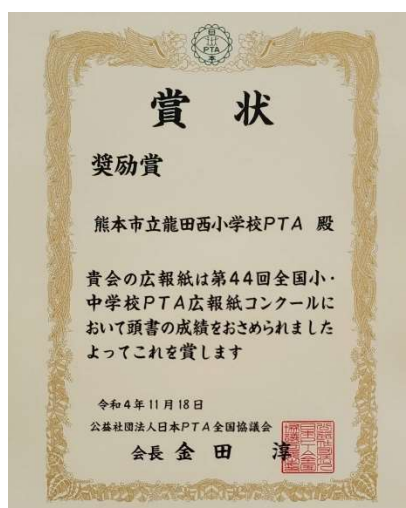 日本
PTA
賞状
奨励賞
熊本市立龍田西小学校PTA 殿
貴会の広報紙は第44回全国小・
中学校PTA広報紙コンクールに
おいて頭書の成績をおさめられました
よってこれを賞します
令和4年11月18日
公益社団法人日本PTA全国協議会
会長 金田 淳